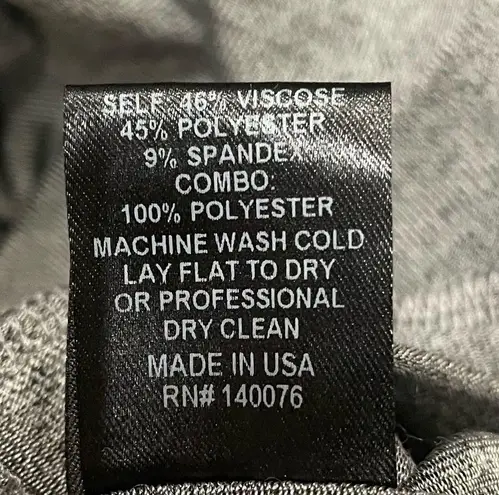 SELF: 46% VISCOSE
45% POLYESTER
9% SPANDEX
COMBO:
100% POLYESTER
MACHINE WASH COLD
LAY FLAT TO DRY
OR PROFESSIONAL
DRY CLEAN
MADE IN USA
RN# 140076